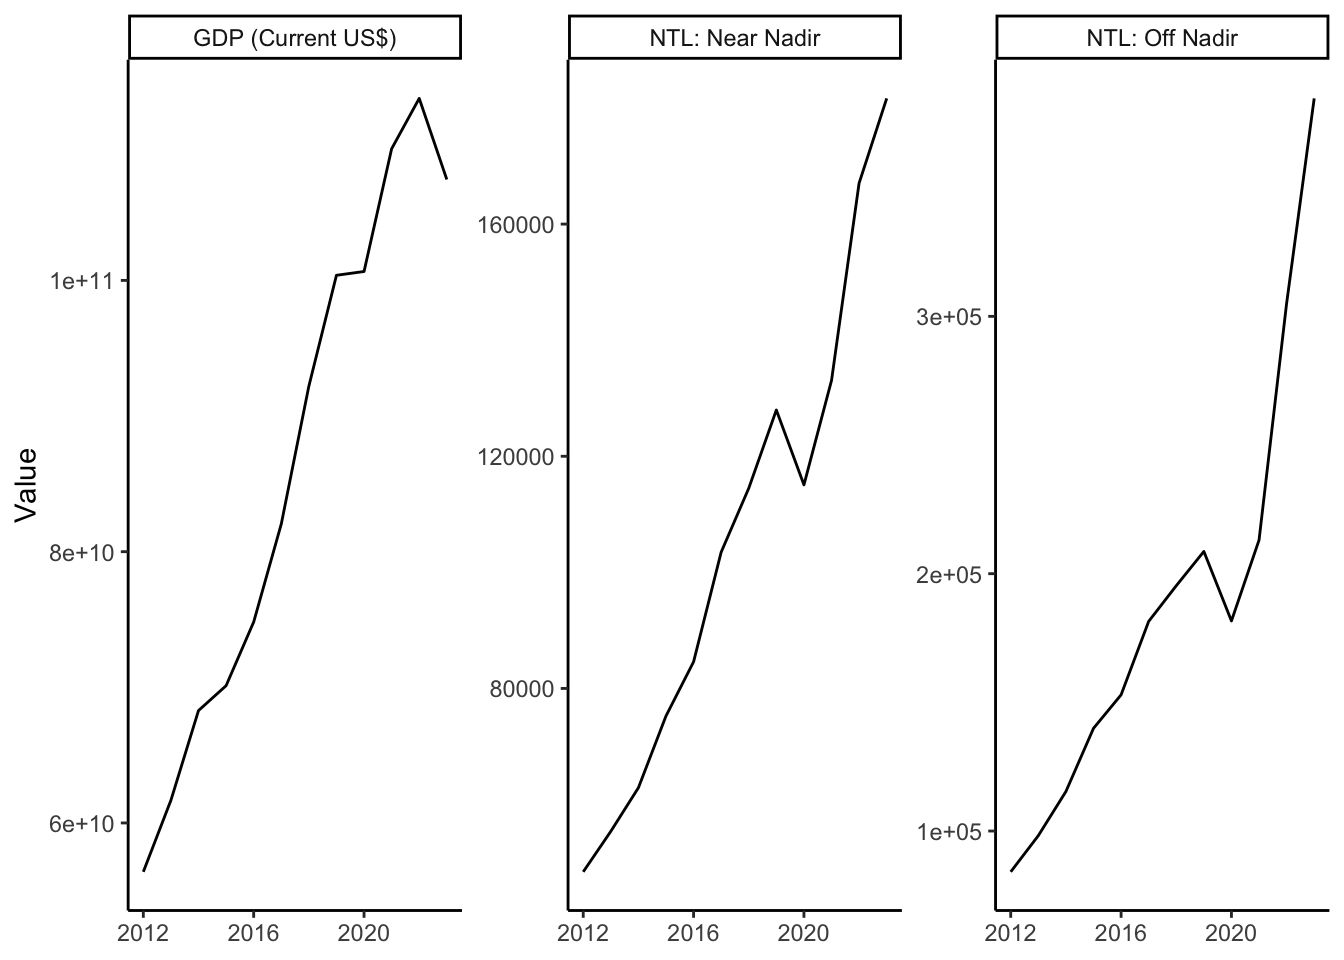 GDP (Current US$)
NTL: Near Nadir
NTL: Off Nadir
Value
1e+11
8e+10
6e+10
160000
120000
80000
3e+05
2e+05
1e+05
2012 2016 2020
2012 2016 2020
2012 2016 2020